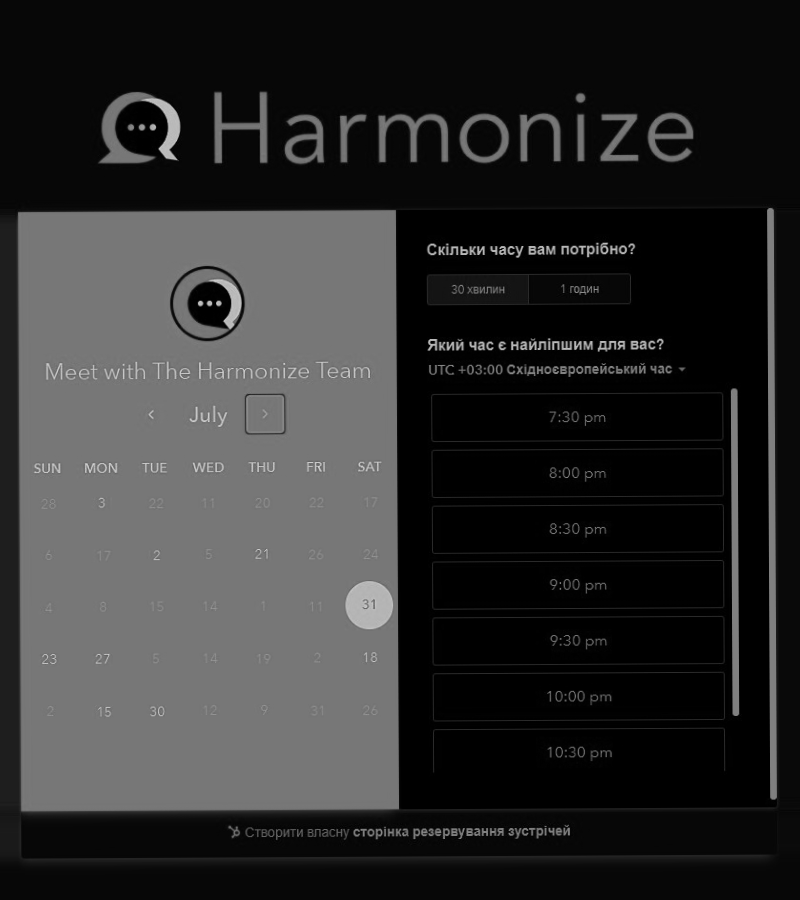 Harmonize
Meet with The Harmonize Team
July
SUN MON TUE WED THU FRI SAT
28 3 22 11 20 22 17
6 17 2 5 21 26 24
4 8 15 14 1 11 31
23 27 5 14 19 2 18
2 15 30 12 9 31 26
Скільки часу вам потрібно?
30 хвилин 1 годин
Який час є найліпшим для вас?
UTC +03:00 Східноєвропейський час
7:30 pm
8:00 pm
8:30 pm
9:00 pm
9:30 pm
10:00 pm
10:30 pm
Створити власну сторінка резервування зустрічей